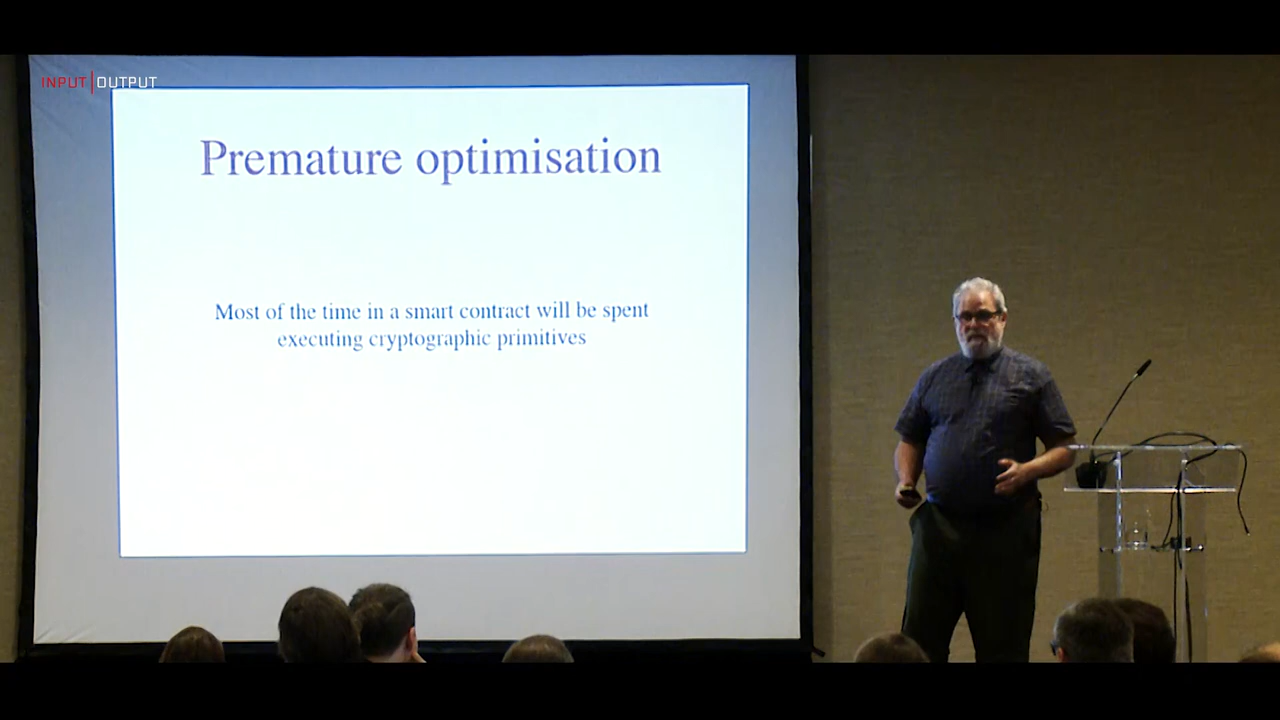 INPUT|OUTPUT
Premature optimisation
Most of the time in a smart contract will be spent
executing cryptographic primitives